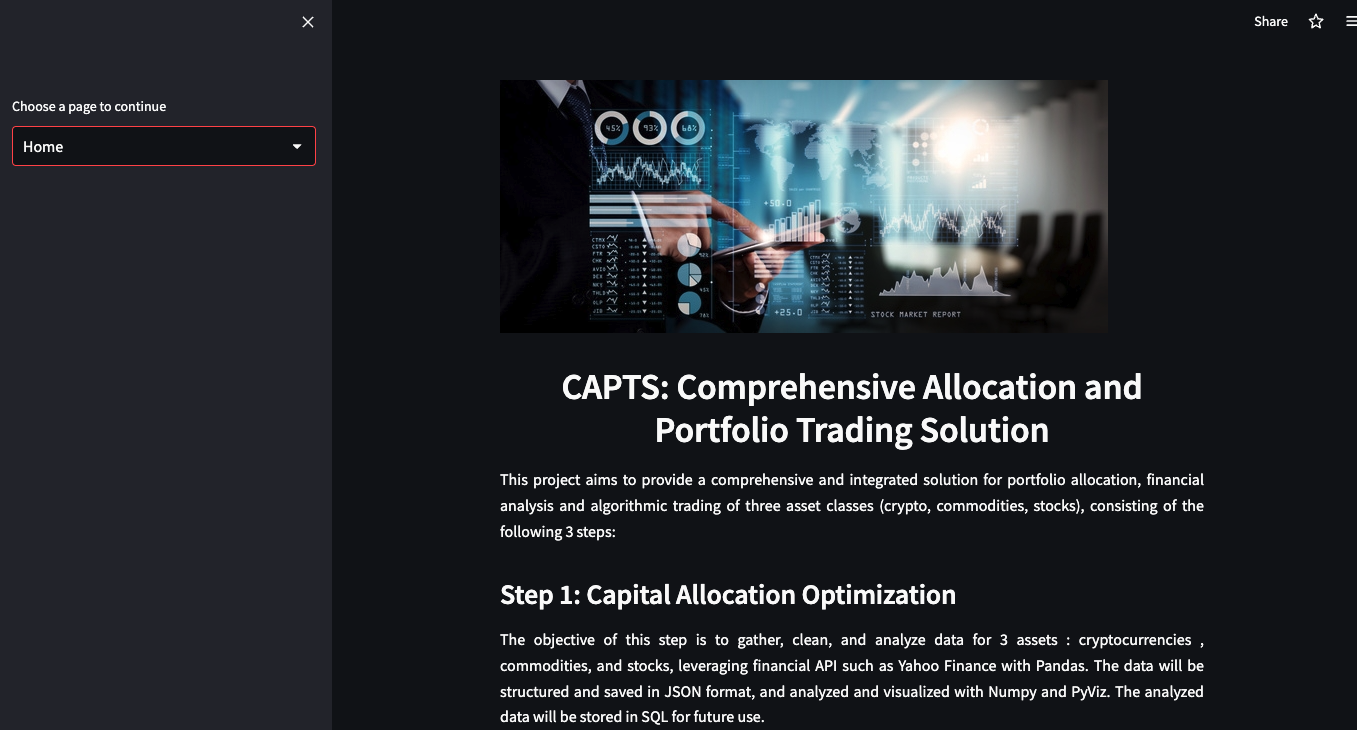 Share
Choose a page to continue
Home
45%
93%
68%
+50.0
+25.0
STOCK MARKET REPORT
CAPTS: Comprehensive Allocation and
Portfolio Trading Solution
This project aims to provide a comprehensive and integrated solution for portfolio allocation, financial
analysis and algorithmic trading of three asset classes (crypto, commodities, stocks), consisting of the
following 3 steps:
Step 1: Capital Allocation Optimization
The objective of this step is to gather, clean, and analyze data for 3 assets : cryptocurrencies ,
commodities, and stocks, leveraging financial API such as Yahoo Finance with Pandas. The data will be
structured and saved in JSON format, and analyzed and visualized with Numpy and PyViz. The analyzed
data will be stored in SQL for future use.